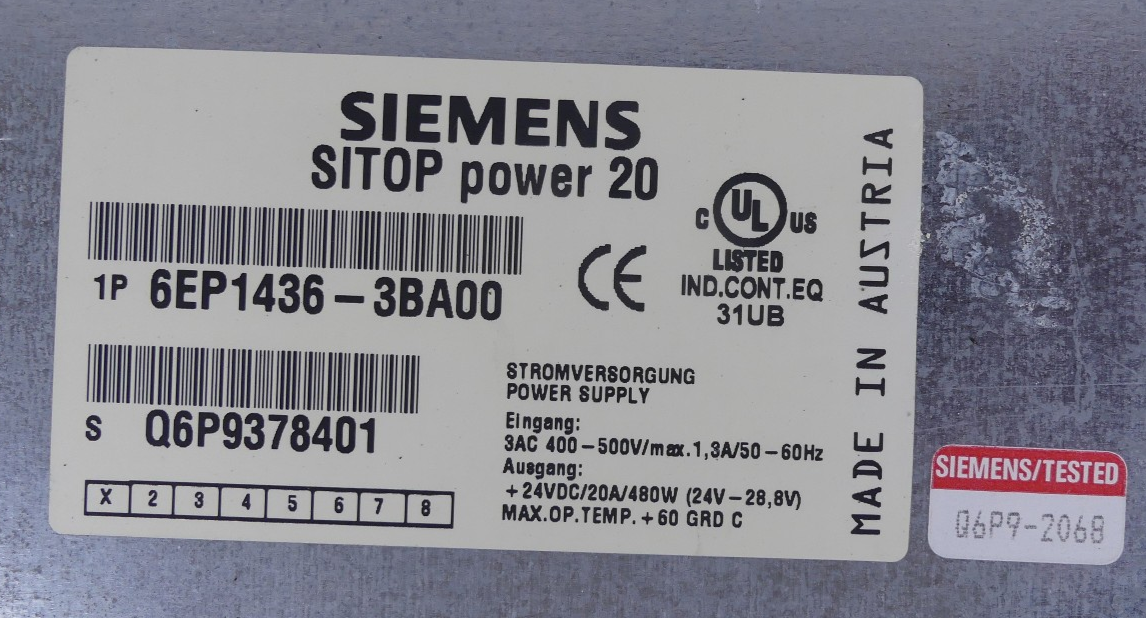 SIEMENS
SITOP power 20
1P 6EP1436-3BA00
S Q6P9378401
X 2 3 4 5 6 7 8
C UL US
LISTED
IND.CONT.EQ
31UB
CE
STROMVERSORGUNG
POWER SUPPLY
Eingang:
3AC 400-500V/max.1,3A/50-60Hz
Ausgang:
+24VDC/20A/480W (24V-28,8V)
MAX.OP.TEMP.+60 GRD C
MADE IN AUSTRIA
SIEMENS/TESTED
Q6P9-2068